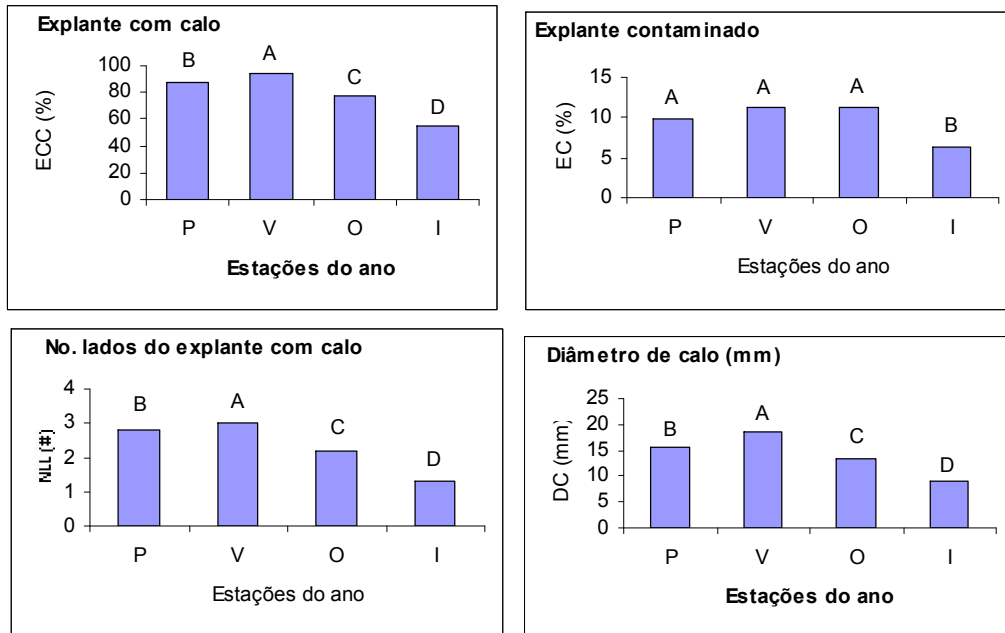 Explante com calo
B
A
C
D
100
80
60
40
20
0
ECC (%)
P V O I
Estações do ano
Explante contaminado
A
A
A
B
15
10
5
0
EC (%)
P V O I
Estações do ano
No. lados do explante com calo
B
A
C
D
4
3
2
1
0
NLL (#)
P V O I
Estações do ano
Diâmetro de calo (mm)
B
A
C
D
25
20
15
10
5
0
DC (mm)
P V O I
Estações do ano